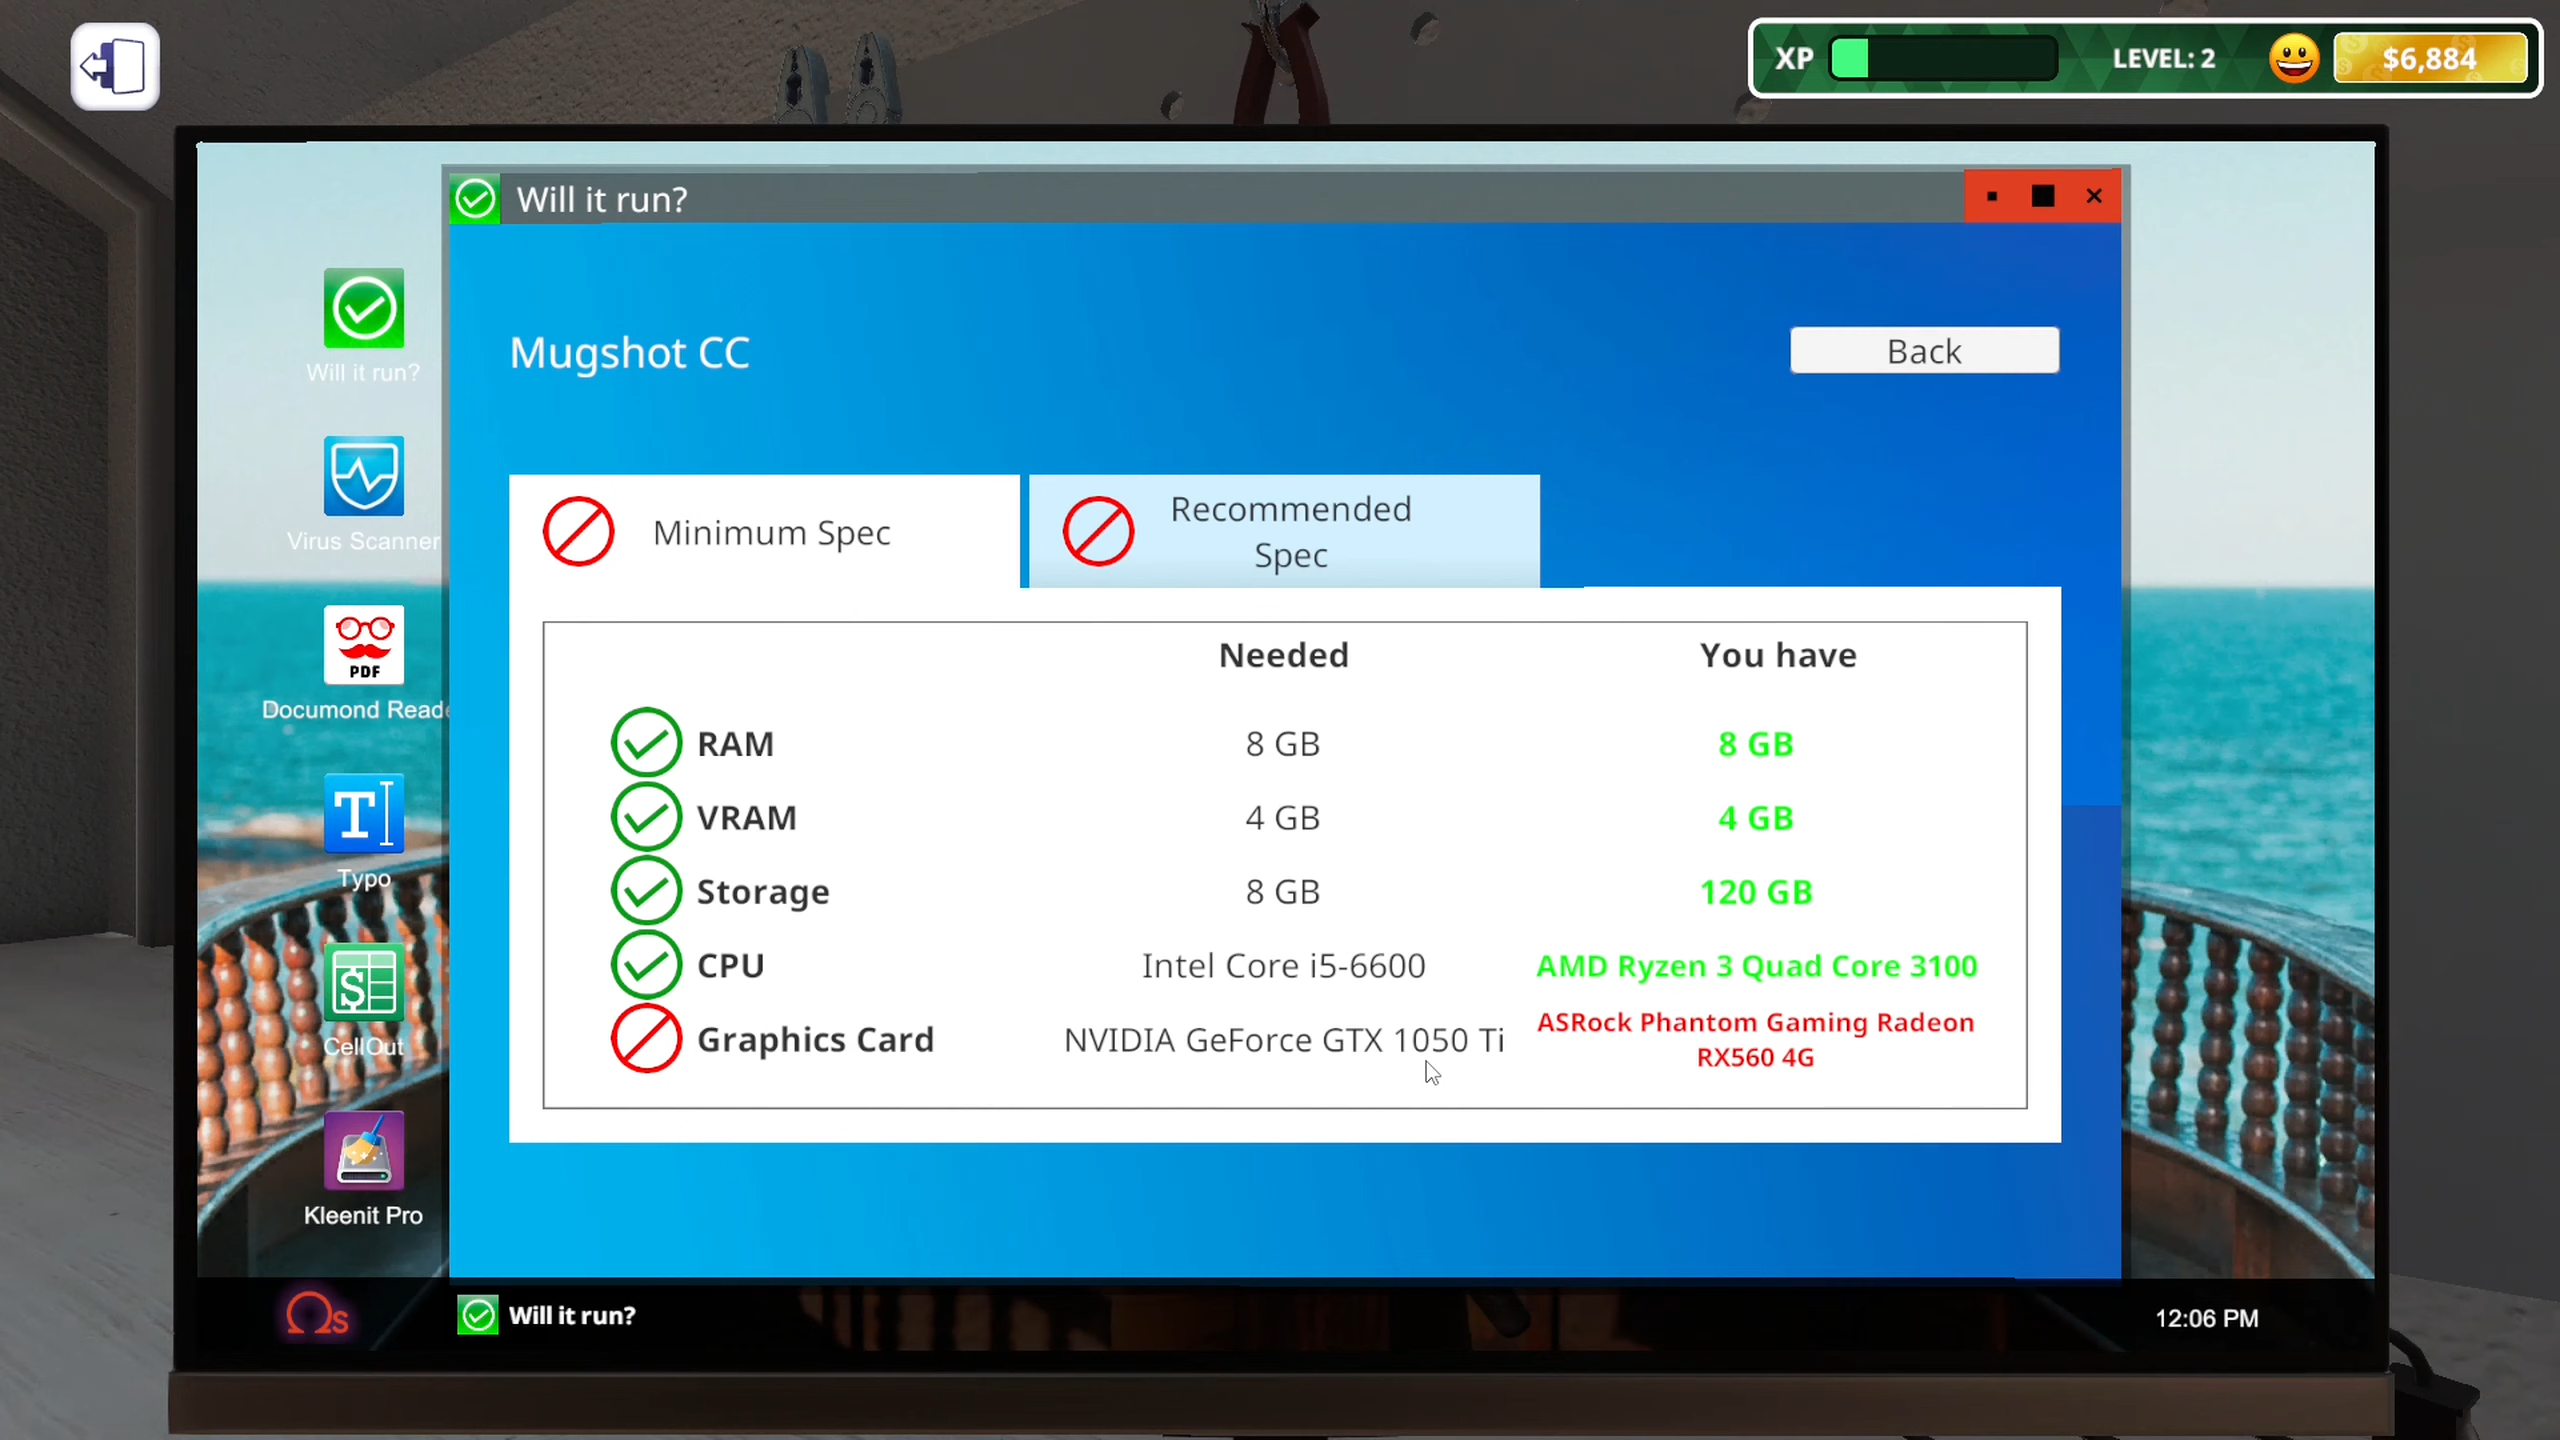 XP
LEVEL: 2
$6,884
Will it run?
Will it run?
Virus Scanner
PDF
Documond Reade
T
Typo
$
CellOut
Kleenit Pro
Mugshot CC
Back
Minimum Spec
Recommended
Spec
Needed
You have
RAM
8 GB
8 GB
VRAM
4 GB
4 GB
Storage
8 GB
120 GB
CPU
Intel Core i5-6600
AMD Ryzen 3 Quad Core 3100
Graphics Card
NVIDIA GeForce GTX 1050 Ti
ASRock Phantom Gaming Radeon
RX560 4G
Ωs
Will it run?
12:06 PM